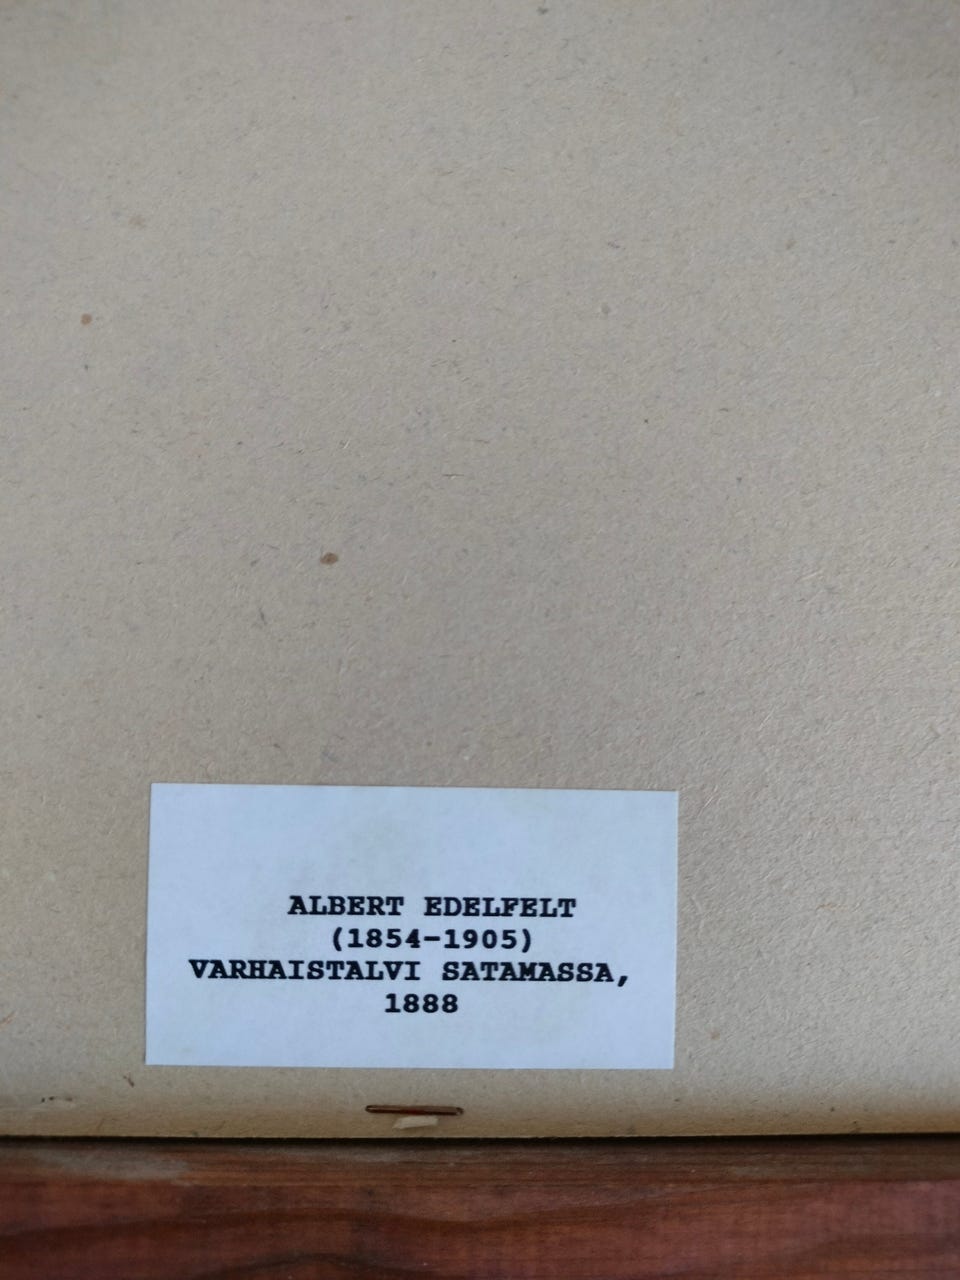 ALBERT EDELFELT
(1854-1905)
VARHAISTALVI SATAMASSA,
1888